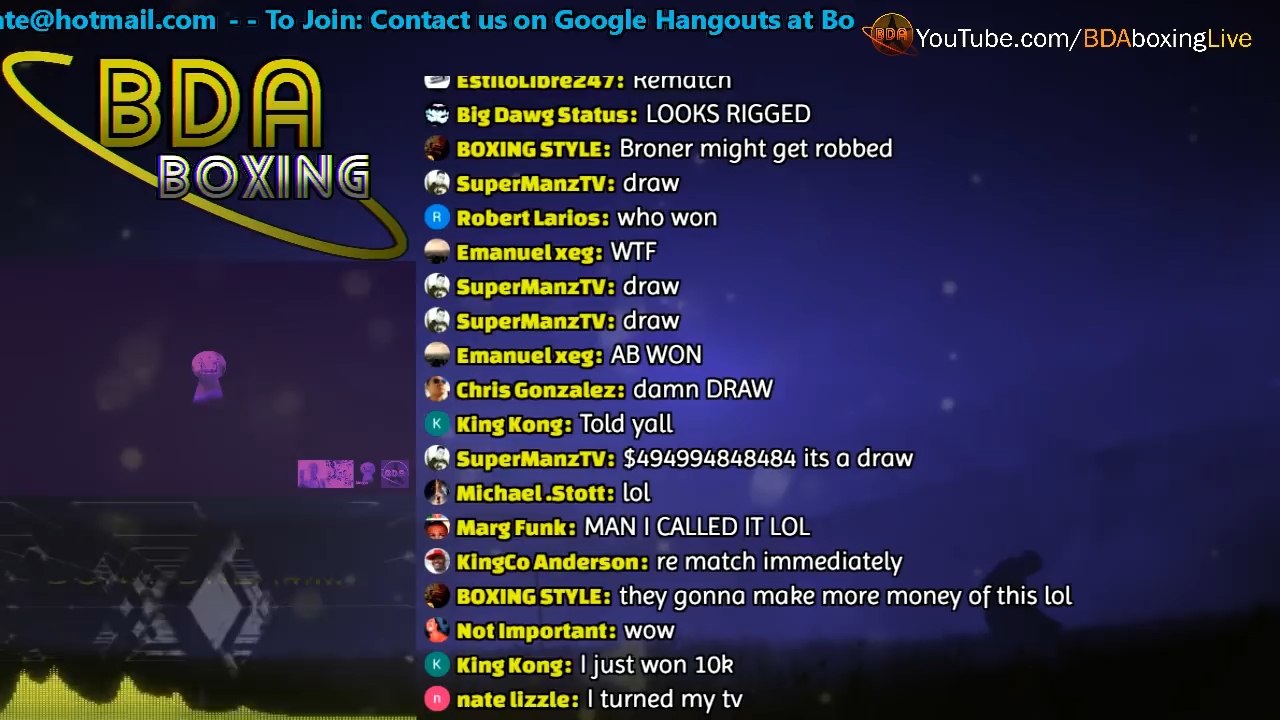 ate@hotmail.com - - To Join: Contact us on Google Hangouts at Bo
BDA
YouTube.com/BDAboxingLive
BDA
BOXING
EstiloLibre247: Rematch
Big Dawg Status: LOOKS RIGGED
BOXING STYLE: Broner might get robbed
SuperManzTV: draw
R
Robert Larios: who won
Emanuel xeg: WTF
SuperManzTV: draw
SuperManzTV: draw
Emanuel xeg: AB WON
Chris Gonzalez: damn DRAW
K
King Kong: Told yall
SuperManzTV: $494994848484 its a draw
Michael .Stott: lol
Marg Funk: MAN I CALLED IT LOL
KingCo Anderson: re match immediately
BOXING STYLE: they gonna make more money of this lol
Not Important: wow
K
King Kong: I just won 10k
n
nate lizzle: I turned my tv
BDA